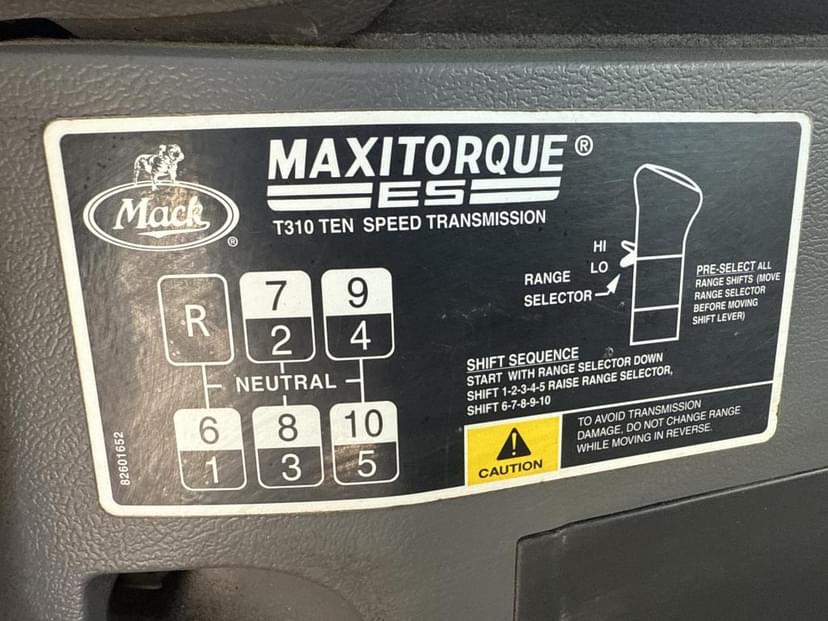 Mack®
MAXITORQUE®
ES
T310 TEN SPEED TRANSMISSION
R
7
2
9
4
NEUTRAL
6
1
8
3
10
5
82601652
HI
LO
RANGE
SELECTOR
PRE-SELECT ALL
RANGE SHIFTS (MOVE
RANGE SELECTOR
BEFORE MOVING
SHIFT LEVER)
SHIFT SEQUENCE
START WITH RANGE SELECTOR DOWN
SHIFT 1-2-3-4-5 RAISE RANGE SELECTOR,
SHIFT 6-7-8-9-10
CAUTION
TO AVOID TRANSMISSION
DAMAGE, DO NOT CHANGE RANGE
WHILE MOVING IN REVERSE.